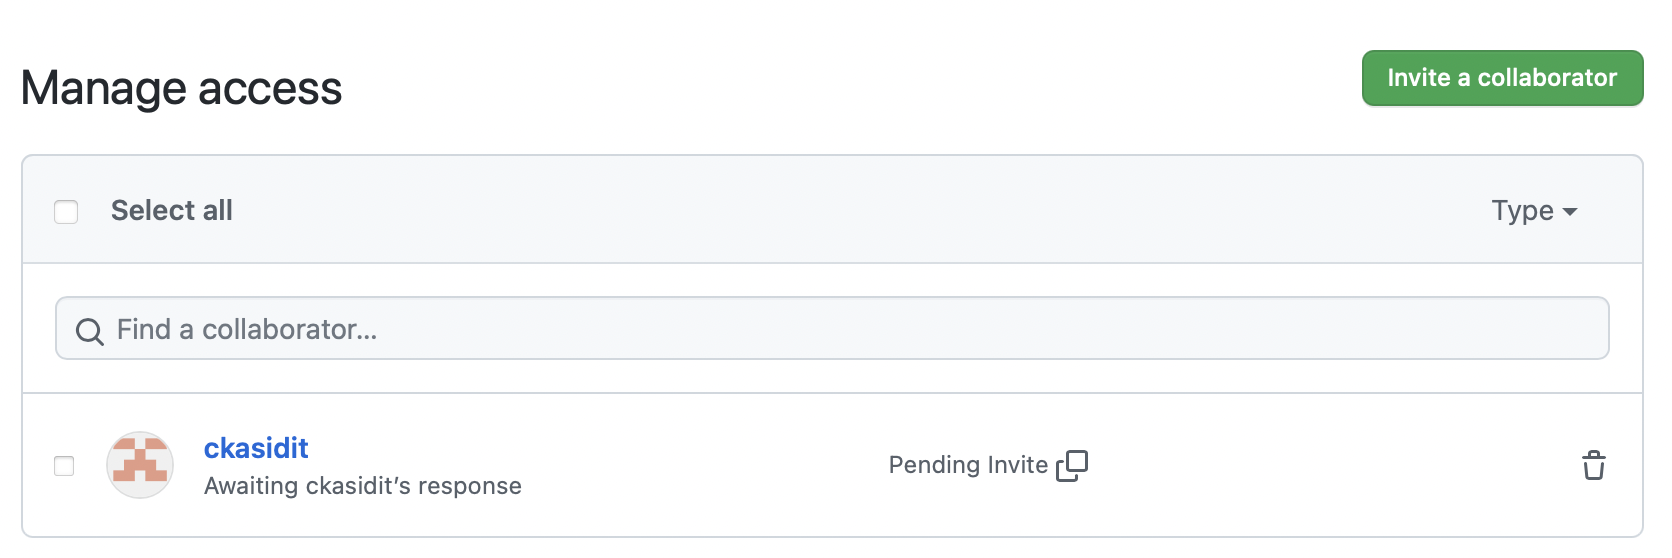 Manage access
Invite a collaborator
Select all
Type
Find a collaborator...
ckasidit
Awaiting ckasidit’s response
Pending Invite